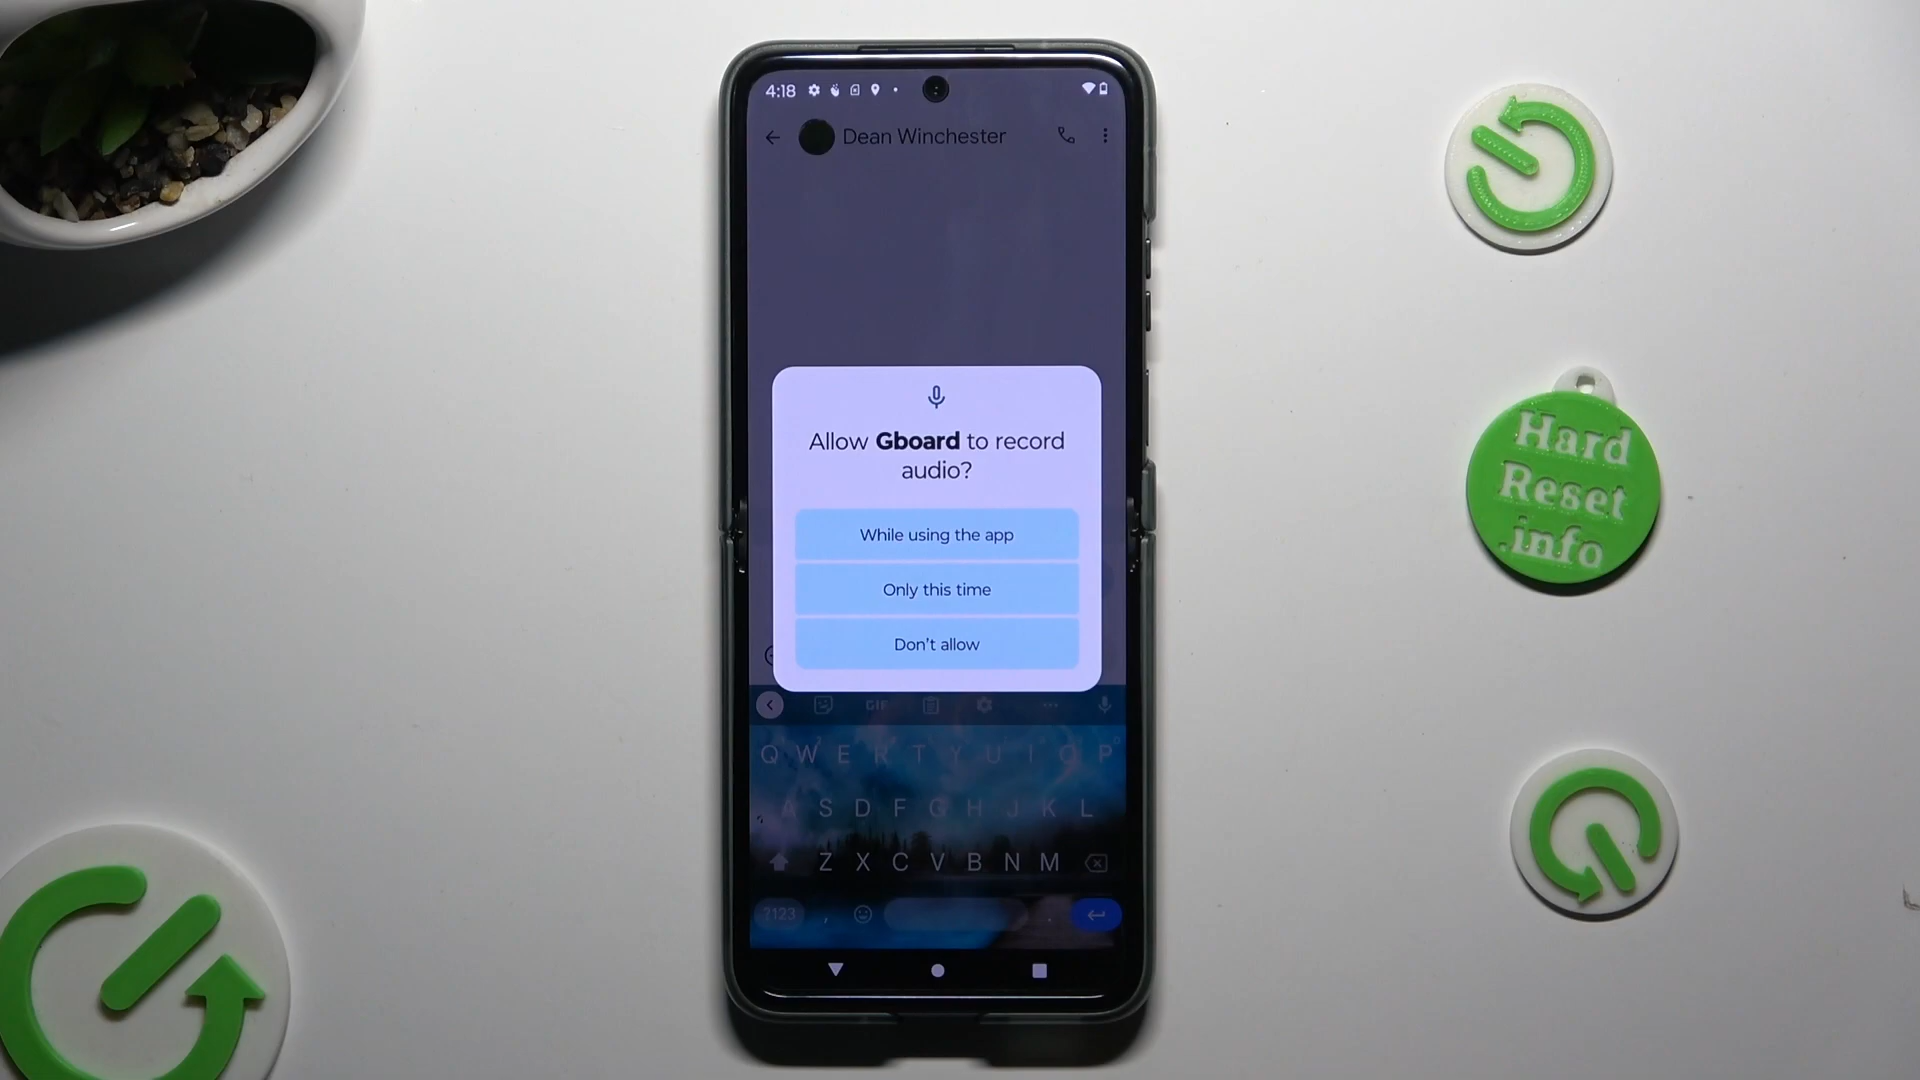 4:18
Dean Winchester
Allow Gboard to record
audio?
While using the app
Only this time
Don't allow
GIF
Q W E R T Y U I O P
A S D F G H J K L
Z X C V B N M
?123 , .
Hard
Reset
.info